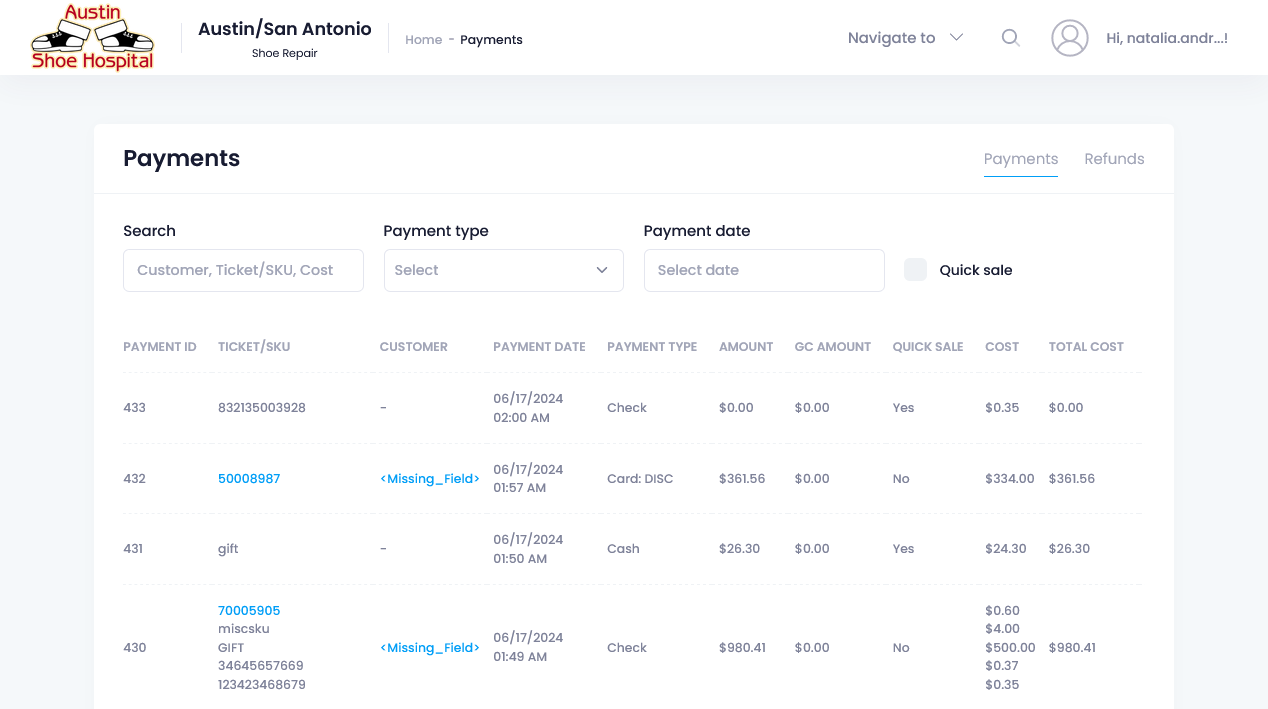 Austin
Shoe Hospital
Austin/San Antonio
Shoe Repair
Home - Payments
Navigate to
Hi, natalia.andr...!
Payments
Payments Refunds
Search Payment type Payment date
Customer, Ticket/SKU, Cost Select Select date Quick sale
PAYMENT ID TICKET/SKU CUSTOMER PAYMENT DATE PAYMENT TYPE AMOUNT GC AMOUNT QUICK SALE COST TOTAL COST
433 832135003928 - 06/17/2024 02:00 AM Check $0.00 $0.00 Yes $0.35 $0.00
432 50008987 <Missing_Field> 06/17/2024 01:57 AM Card: DISC $361.56 $0.00 No $334.00 $361.56
431 gift - 06/17/2024 01:50 AM Cash $26.30 $0.00 Yes $24.30 $26.30
70005905 $0.60
miscsku $4.00
430 GIFT <Missing_Field> 06/17/2024 01:49 AM Check $980.41 $0.00 No $500.00 $980.41
34645657669 $0.37
123423468679 $0.35